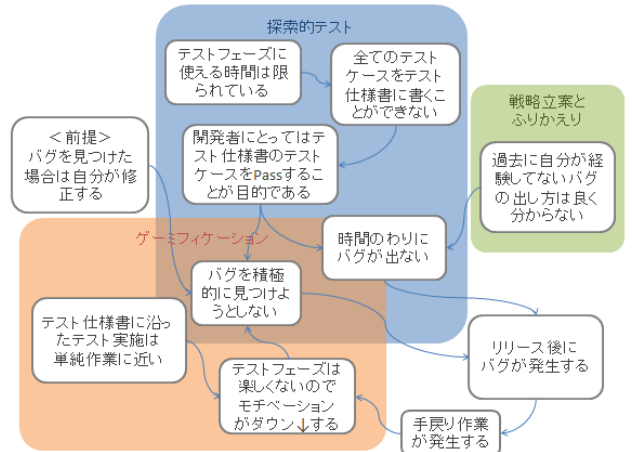 探索的テスト
テストフェーズに
使える時間は限
られている
全てのテスト
ケースをテスト
仕様書に書くこ
とができない
戦略立案と
ふりかえり
＜前提＞
バグを見つけた
場合は自分が修
正する
開発者にとってはテ
スト仕様書のテスト
ケースをPassするこ
とが目的である
過去に自分が経
験してないバグ
の出し方は良く
分からない
ゲーミフィケーション
時間のわりに
バグが出ない
バグを積極
的に見つけよ
うとしない
テスト仕様書に沿っ
たテスト実施は
単純作業に近い
リリース後に
バグが発生する
テストフェーズは
楽しくないので
モチベーション
がダウン↓する
手戻り作業
が発生する